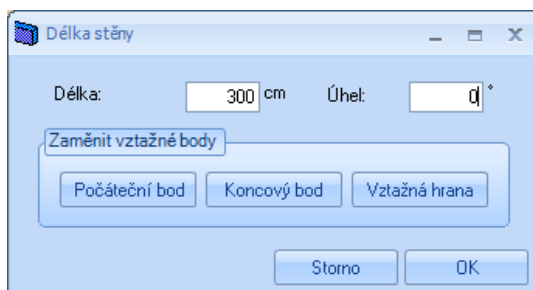 Délka stěny
Délka: 300 cm Úhel: 0 °
Zaměnit vztažné body
Počáteční bod Koncový bod Vztažná hrana
Storno OK